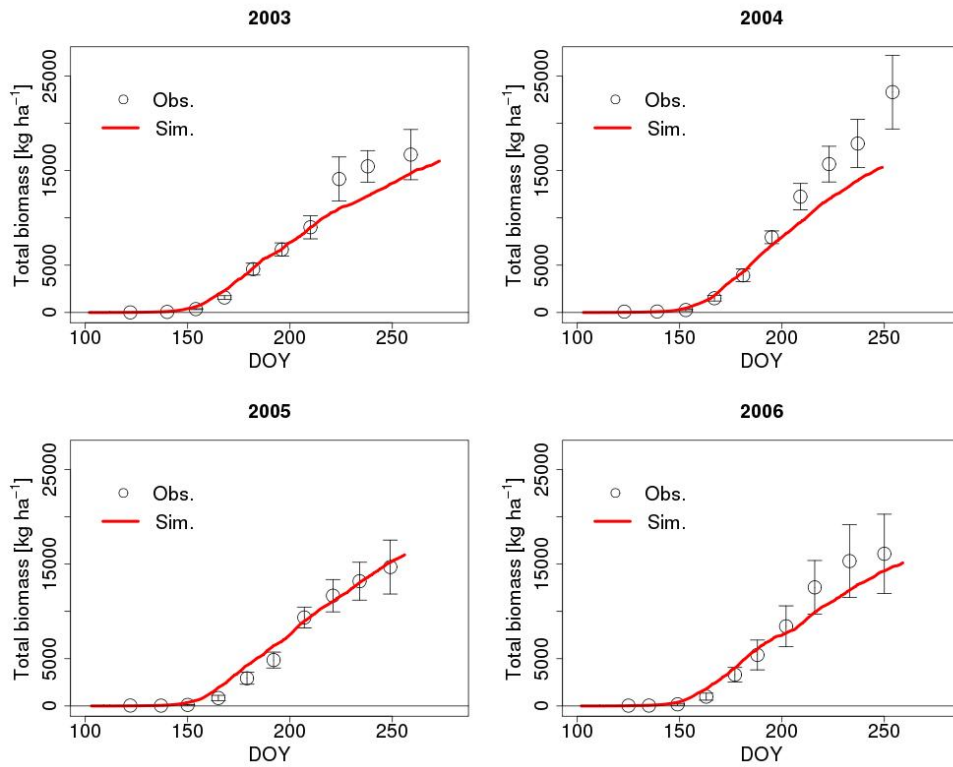 2003
Total biomass [kg ha⁻¹]
0 5000 15000 25000
Obs.
Sim.
100 150 200 250
DOY
2004
Total biomass [kg ha⁻¹]
0 5000 15000 25000
Obs.
Sim.
100 150 200 250
DOY
2005
Total biomass [kg ha⁻¹]
0 5000 15000 25000
Obs.
Sim.
100 150 200 250
DOY
2006
Total biomass [kg ha⁻¹]
0 5000 15000 25000
Obs.
Sim.
100 150 200 250
DOY